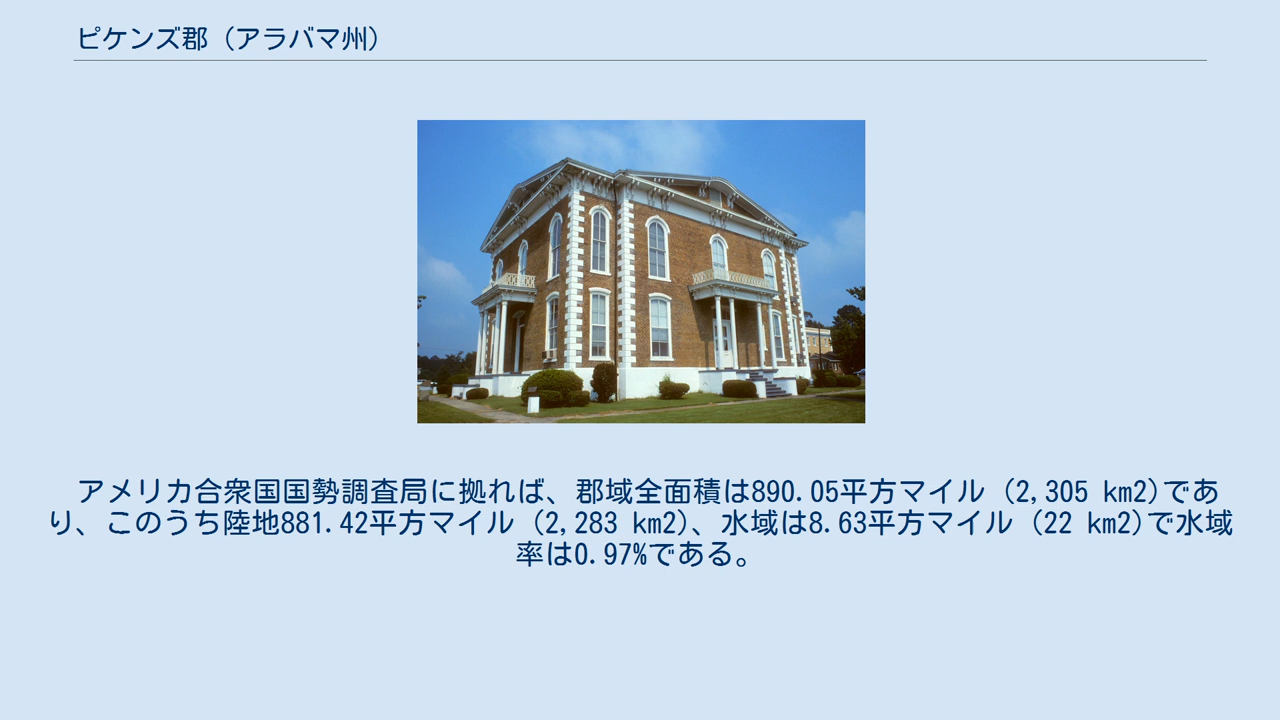 ピケンズ郡（アラバマ州）
アメリカ合衆国国勢調査局に拠れば、郡域全面積は890.05平方マイル (2,305 km2)であ
り、このうち陸地881.42平方マイル (2,283 km2)、水域は8.63平方マイル (22 km2)で水域
率は0.97%である。